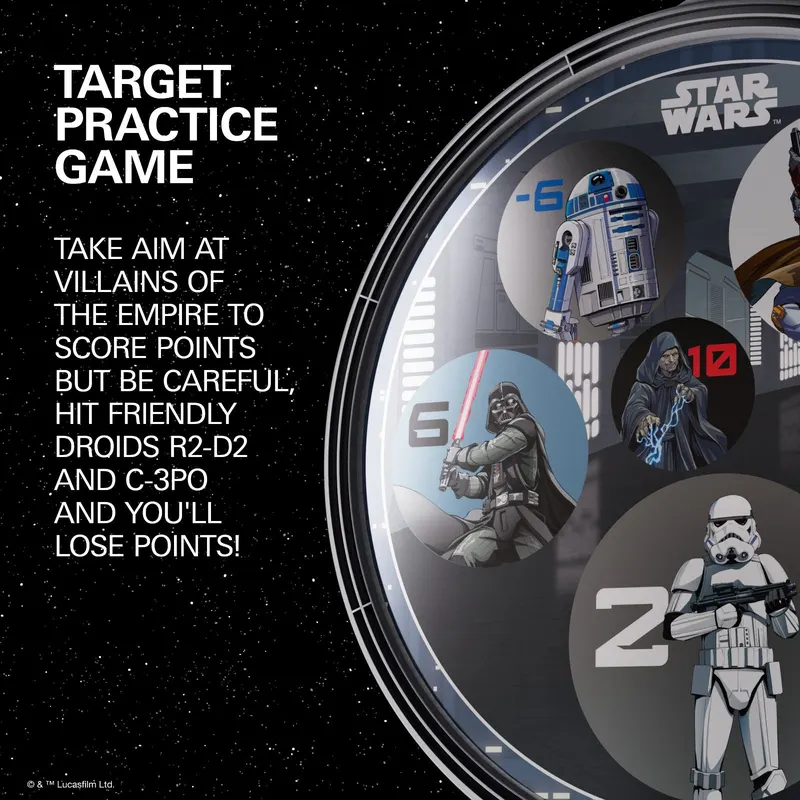 TARGET
PRACTICE
GAME
TAKE AIM AT
VILLAINS OF
THE EMPIRE TO
SCORE POINTS
BUT BE CAREFUL,
HIT FRIENDLY
DROIDS R2-D2
AND C-3PO
AND YOU'LL
LOSE POINTS!
STAR
WARS™
-6
10
6
2
© & ™ Lucasfilm Ltd.